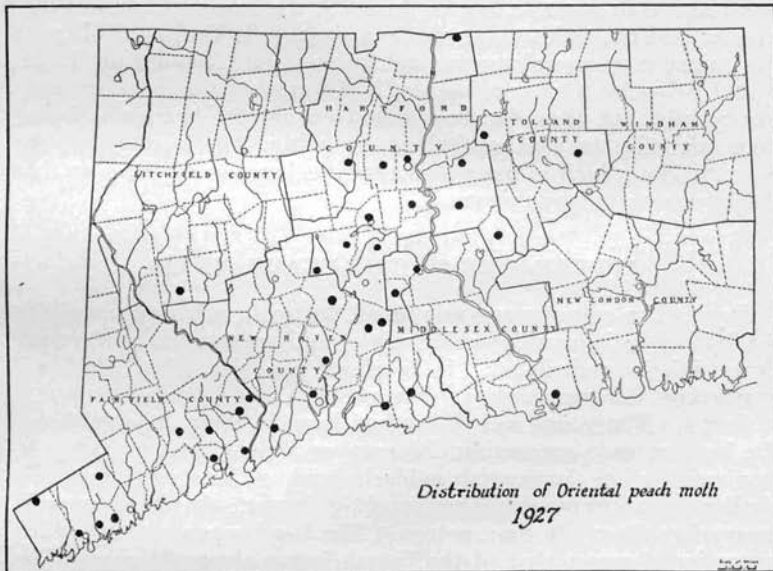 HARTFORD
COUNTY
TOLLAND
COUNTY
WINDHAM
COUNTY
LITCHFIELD COUNTY
NEW LONDON COUNTY
MIDDLESEX COUNTY
NEW HAVEN
COUNTY
FAIRFIELD COUNTY
Distribution of Oriental peach moth
1927